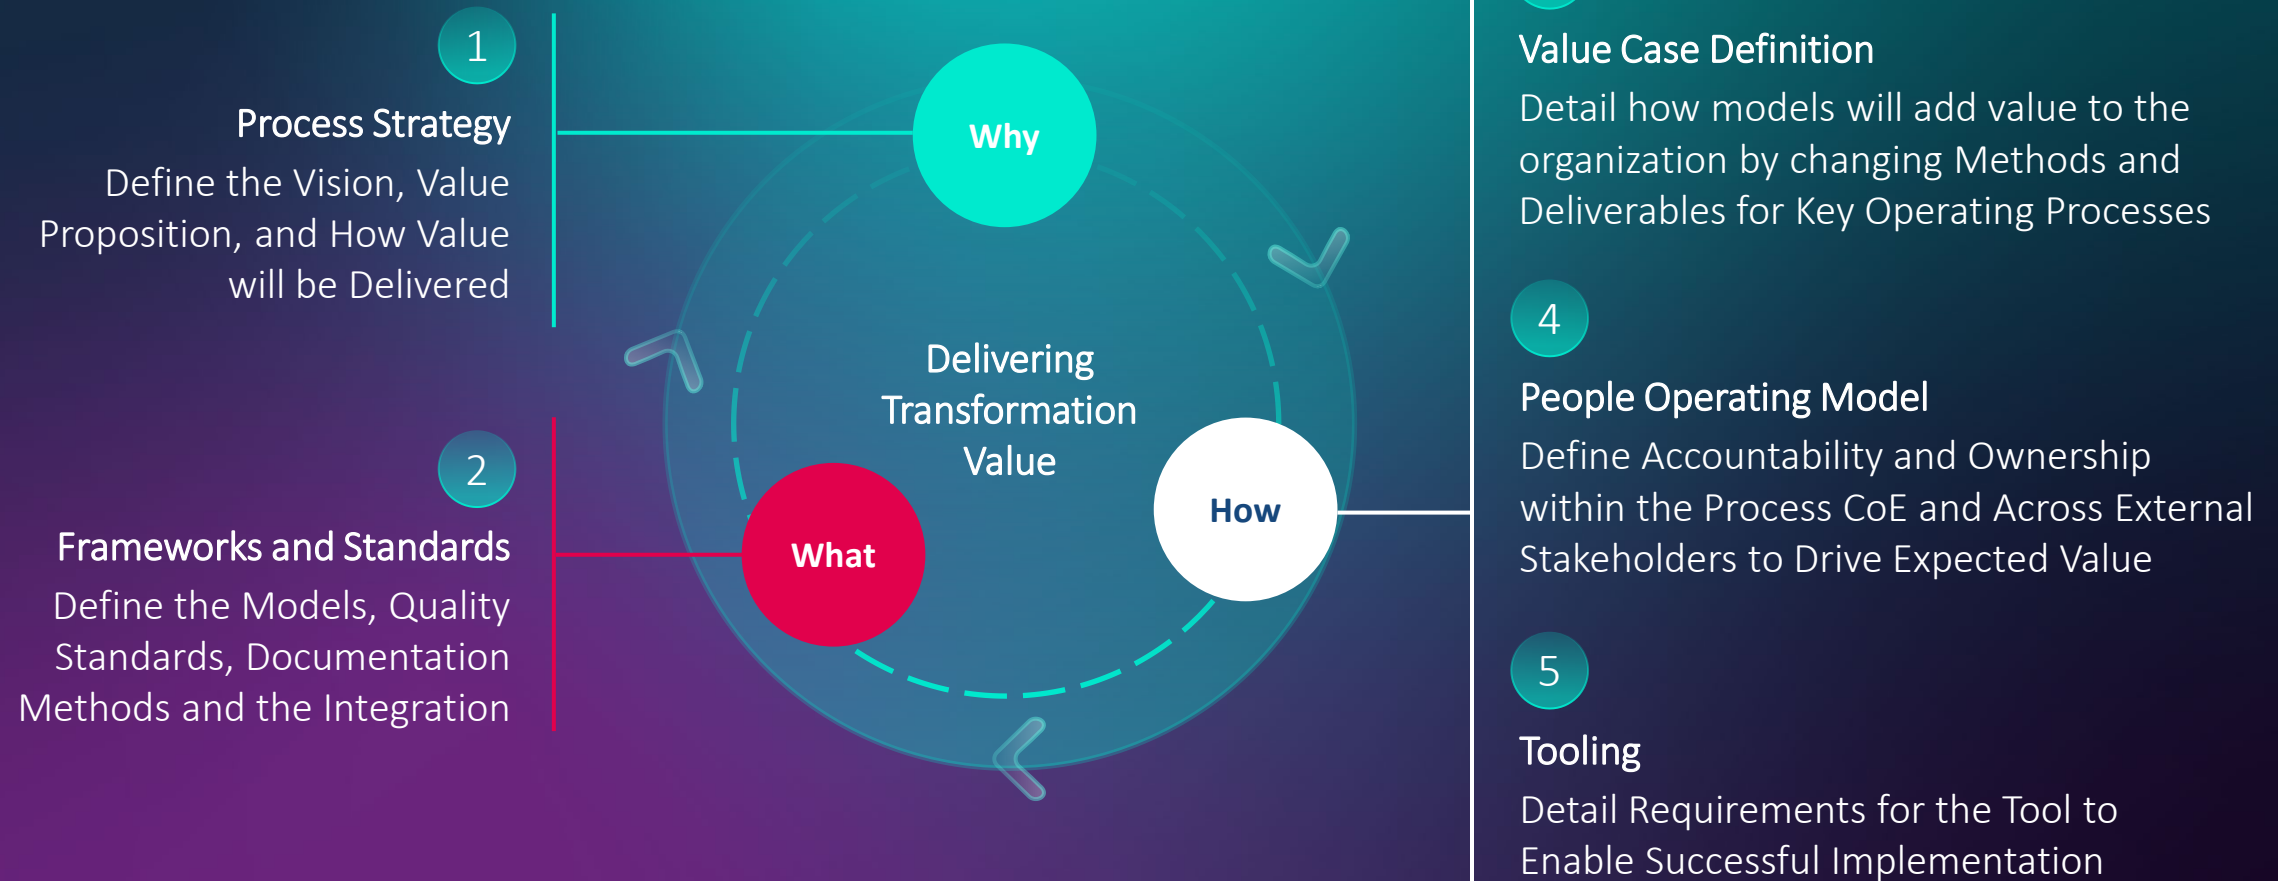 1
Process Strategy
Define the Vision, Value
Proposition, and How Value
will be Delivered
2
Frameworks and Standards
Define the Models, Quality
Standards, Documentation
Methods and the Integration
Why
Delivering
Transformation
Value
What
How
Value Case Definition
Detail how models will add value to the
organization by changing Methods and
Deliverables for Key Operating Processes
4
People Operating Model
Define Accountability and Ownership
within the Process CoE and Across External
Stakeholders to Drive Expected Value
5
Tooling
Detail Requirements for the Tool to
Enable Successful Implementation